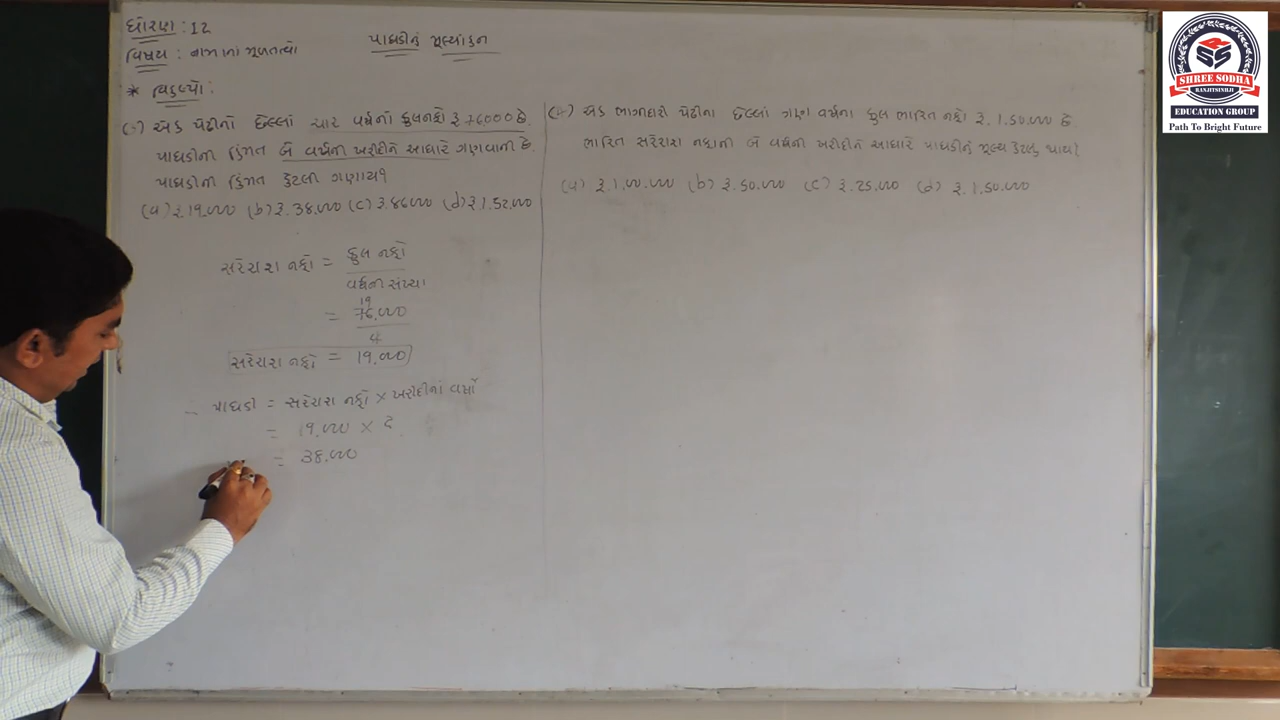 ધોરણ : 12
વિષય : નામાનાં મૂળતત્વો
પાઘડીનું મૂલ્યાંકન
* વિકલ્પો :
એક પેઢીનો છેલ્લાં ચાર વર્ષનો કુલનફો રૂ 76000 છે.
પાઘડીની કિંમત બે વર્ષની ખરીદીને આધારે ગણવાની છે.
પાઘડીની કિંમત કેટલી ગણાય?
(a) રૂ.19,000 (b) રૂ.38,000 (c) રૂ.76,000 (d) રૂ.1,52,000
સરેરાશ નફો = કુલ નફો
વર્ષની સંખ્યા
19
= 76,000
4
સરેરાશ નફો = 19,000
પાઘડી = સરેરાશ નફો × ખરીદીનાં વર્ષો
= 19,000 × 2
= 38,000
એક ભાગીદારી પેઢીના છેલ્લાં ત્રણ વર્ષના કુલ ભારિત નફો રૂ. 1,50,000 છે
ભારિત સરેરાશ નફાની બે વર્ષની ખરીદીને આધારે પાઘડીનું મૂલ્ય કેટલું થાય?
(a) રૂ.1,00,000 (b) રૂ.50,000 (c) રૂ.25,000 (d) રૂ.1,50,000
SHREE SODHA
RANJITSINHJI
EDUCATION GROUP
Path To Bright Future